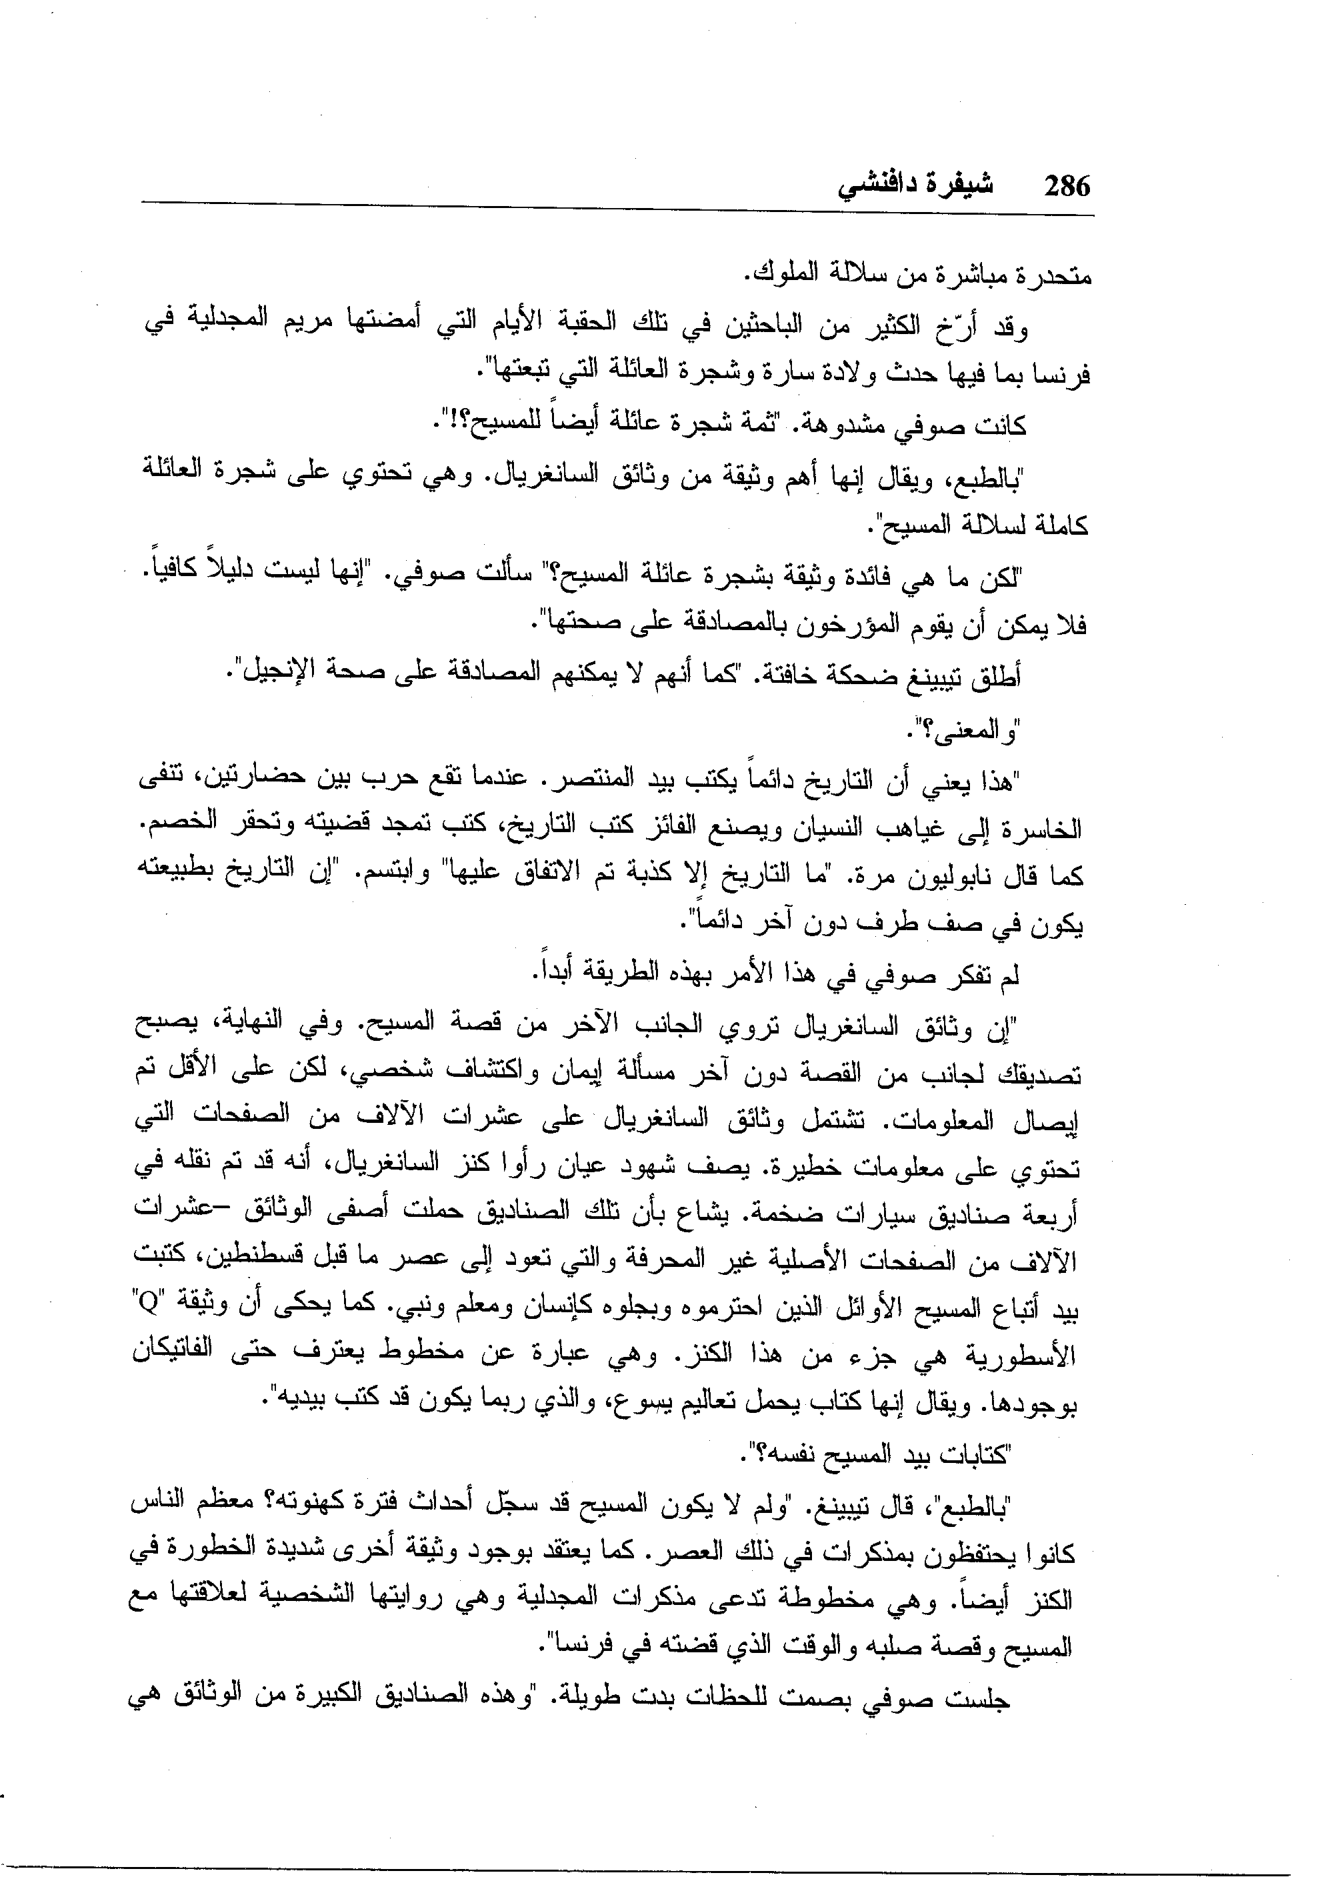 286 شيفرة دافنشي
متحدرة مباشرة من سلالة الملوك.
وقد أرّخ الكثير من الباحثين في تلك الحقبة الأيام التي أمضتها مريم المجدلية في
فرنسا بما فيها حدث ولادة سارة وشجرة العائلة التي تبعتها".
كانت صوفي مشدوهة. "ثمة شجرة عائلة أيضاً للمسيح؟!".
"بالطبع، ويقال إنها أهم وثيقة من وثائق السانغريال. وهي تحتوي على شجرة العائلة
كاملة لسلالة المسيح".
"لكن ما هي فائدة وثيقة بشجرة عائلة المسيح؟" سألت صوفي. "إنها ليست دليلاً كافياً.
فلا يمكن أن يقوم المؤرخون بالمصادقة على صحتها".
أطلق تيبينغ ضحكة خافتة. "كما أنهم لا يمكنهم المصادقة على صحة الإنجيل".
"والمعنى؟".
"هذا يعني أن التاريخ دائماً يكتب بيد المنتصر. عندما تقع حرب بين حضارتين، تنفى
الخاسرة إلى غياهب النسيان ويصنع الفائز كتب التاريخ، كتب تمجد قضيته وتحقر الخصم.
كما قال نابوليون مرة. "ما التاريخ إلا كذبة تم الاتفاق عليها" وابتسم. "إن التاريخ بطبيعته
يكون في صف طرف دون آخر دائماً".
لم تفكر صوفي في هذا الأمر بهذه الطريقة أبداً.
"إن وثائق السانغريال تروي الجانب الآخر من قصة المسيح. وفي النهاية، يصبح
تصديقك لجانب من القصة دون آخر مسألة إيمان واكتشاف شخصي، لكن على الأقل تم
إيصال المعلومات. تشتمل وثائق السانغريال على عشرات الآلاف من الصفحات التي
تحتوي على معلومات خطيرة. يصف شهود عيان رأوا كنز السانغريال، أنه قد تم نقله في
أربعة صناديق سيارات ضخمة. يشاع بأن تلك الصناديق حملت أصفى الوثائق –عشرات
الآلاف من الصفحات الأصلية غير المحرفة والتي تعود إلى عصر ما قبل قسطنطين، كتبت
بيد أتباع المسيح الأوائل الذين احترموه وبجلوه كإنسان ومعلم ونبي. كما يحكى أن وثيقة "Q"
الأسطورية هي جزء من هذا الكنز. وهي عبارة عن مخطوط يعترف حتى الفاتيكان
بوجودها. ويقال إنها كتاب يحمل تعاليم يسوع، والذي ربما يكون قد كتب بيديه".
"كتابات بيد المسيح نفسه؟".
"بالطبع"، قال تيبينغ. "ولم لا يكون المسيح قد سجّل أحداث فترة كهنوته؟ معظم الناس
كانوا يحتفظون بمذكرات في ذلك العصر. كما يعتقد بوجود وثيقة أخرى شديدة الخطورة في
الكنز أيضاً. وهي مخطوطة تدعى مذكرات المجدلية وهي روايتها الشخصية لعلاقتها مع
المسيح وقصة صلبه والوقت الذي قضته في فرنسا".
جلست صوفي بصمت للحظات بدت طويلة. "وهذه الصناديق الكبيرة من الوثائق هي